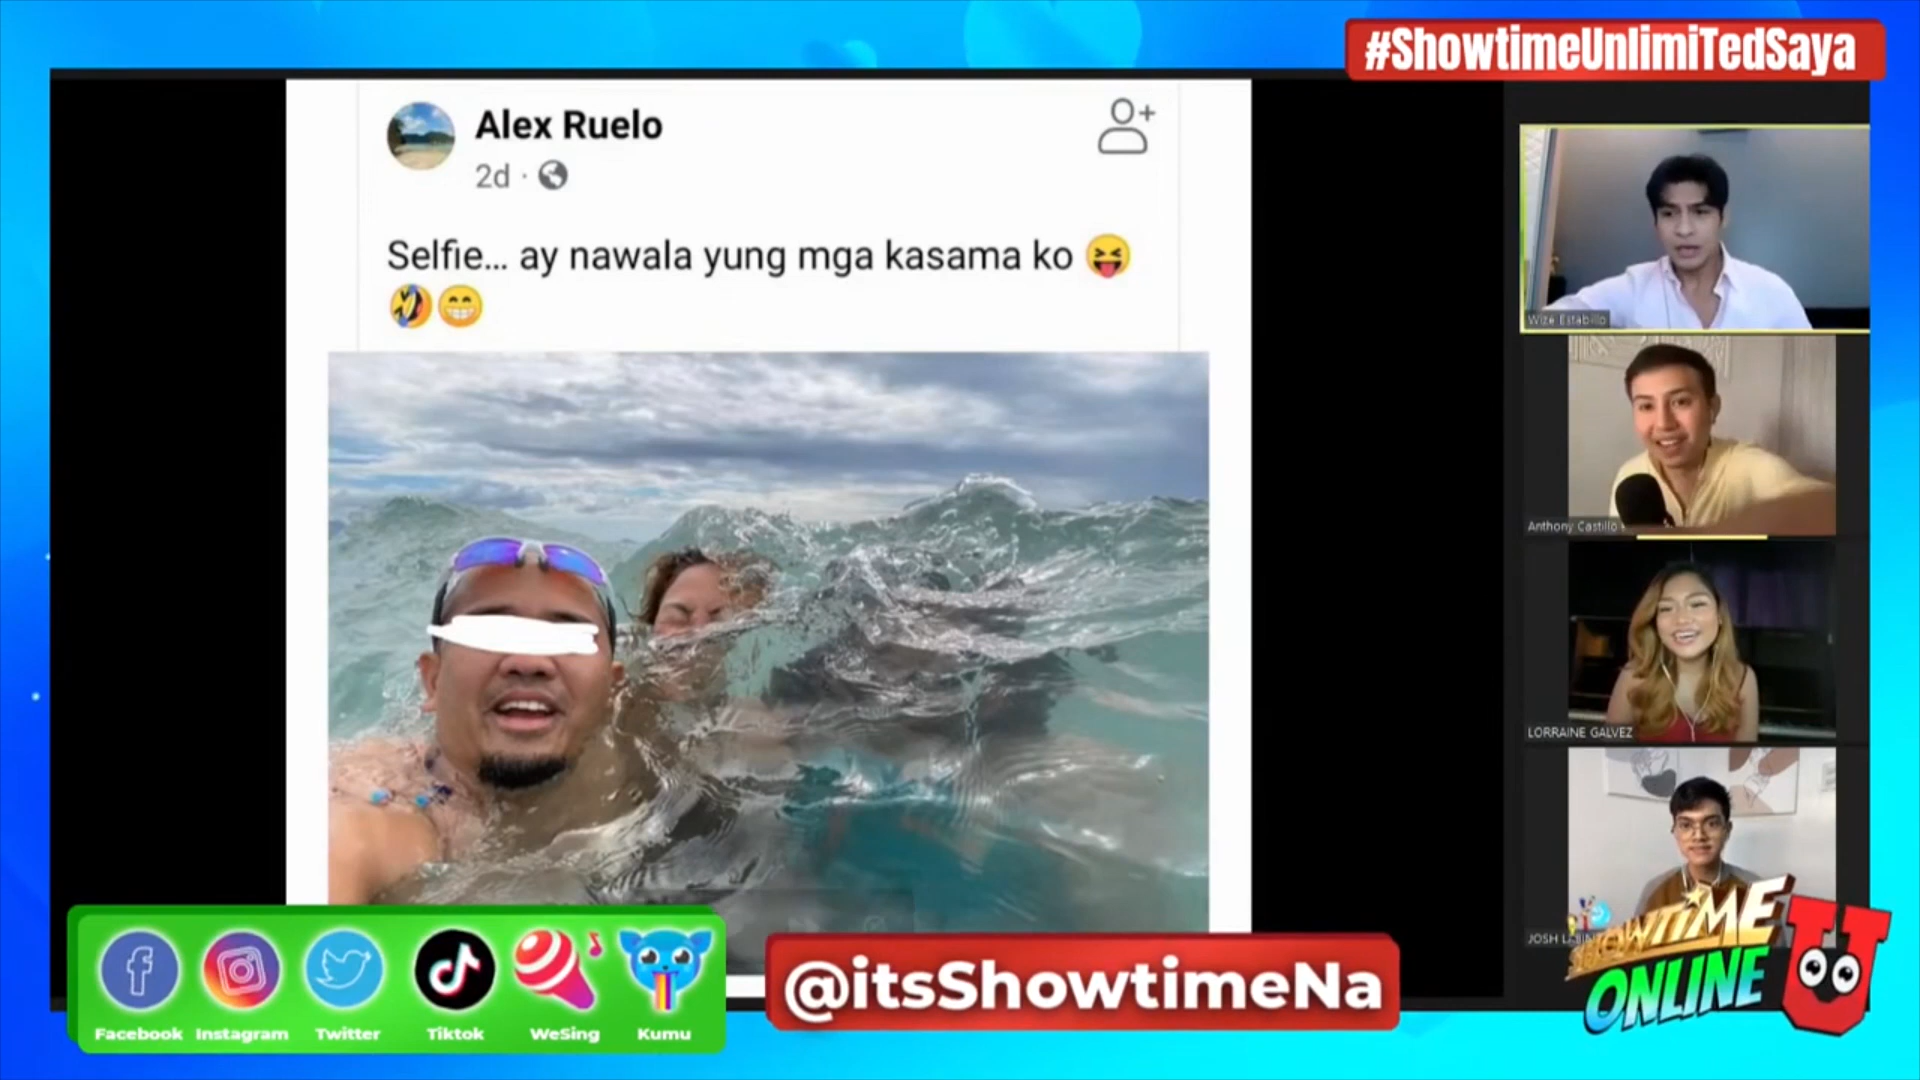 #ShowtimeUnlimiTedSaya
Alex Ruelo
2d ·
Selfie... ay nawala yung mga kasama ko 😝
🤣😁
Wize Estabillo
Anthony Castillo
LORRAINE GALVEZ
JOSH
SHOWTIME
ONLINE
U
Facebook Instagram Twitter Tiktok WeSing Kumu
@itsShowtimeNa